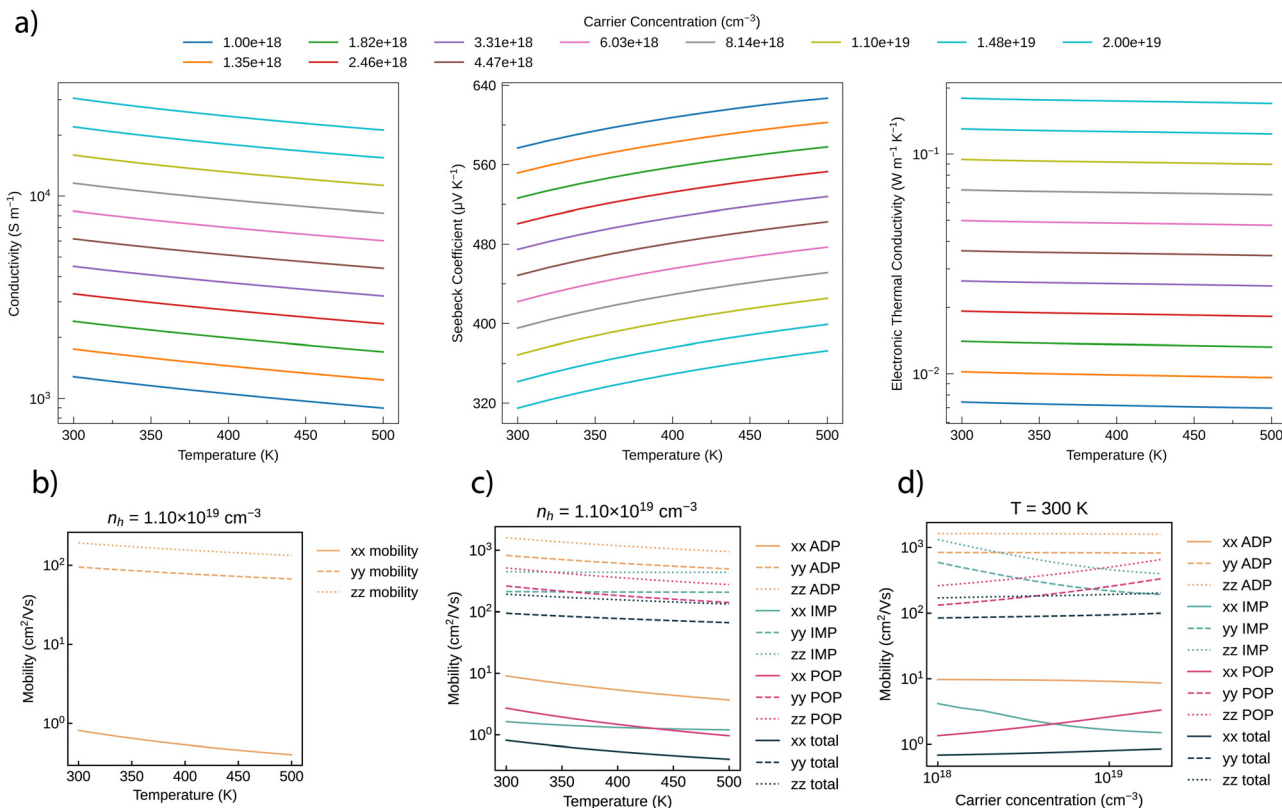 a)
Carrier Concentration (cm⁻³)
1.00e+18 1.82e+18 3.31e+18 6.03e+18 8.14e+18 1.10e+19 1.48e+19 2.00e+19
1.35e+18 2.46e+18 4.47e+18
Conductivity (S m⁻¹)
10⁴
10³
300 350 400 450 500
Temperature (K)
Seebeck Coefficient (μV K⁻¹)
640
560
480
400
320
300 350 400 450 500
Temperature (K)
Electronic Thermal Conductivity (W m⁻¹ K⁻¹)
10⁻¹
10⁻²
300 350 400 450 500
Temperature (K)
b)
nₕ = 1.10×10¹⁹ cm⁻³
Mobility (cm²/Vs)
10²
10¹
10⁰
300 350 400 450 500
Temperature (K)
xx mobility
yy mobility
zz mobility
c)
nₕ = 1.10×10¹⁹ cm⁻³
Mobility (cm²/Vs)
10³
10²
10¹
10⁰
300 350 400 450 500
Temperature (K)
xx ADP
yy ADP
zz ADP
xx IMP
yy IMP
zz IMP
xx POP
yy POP
zz POP
xx total
yy total
zz total
d)
T = 300 K
Mobility (cm²/Vs)
10³
10²
10¹
10⁰
10¹⁸ 10¹⁹
Carrier concentration (cm⁻³)
xx ADP
yy ADP
zz ADP
xx IMP
yy IMP
zz IMP
xx POP
yy POP
zz POP
xx total
yy total
zz total